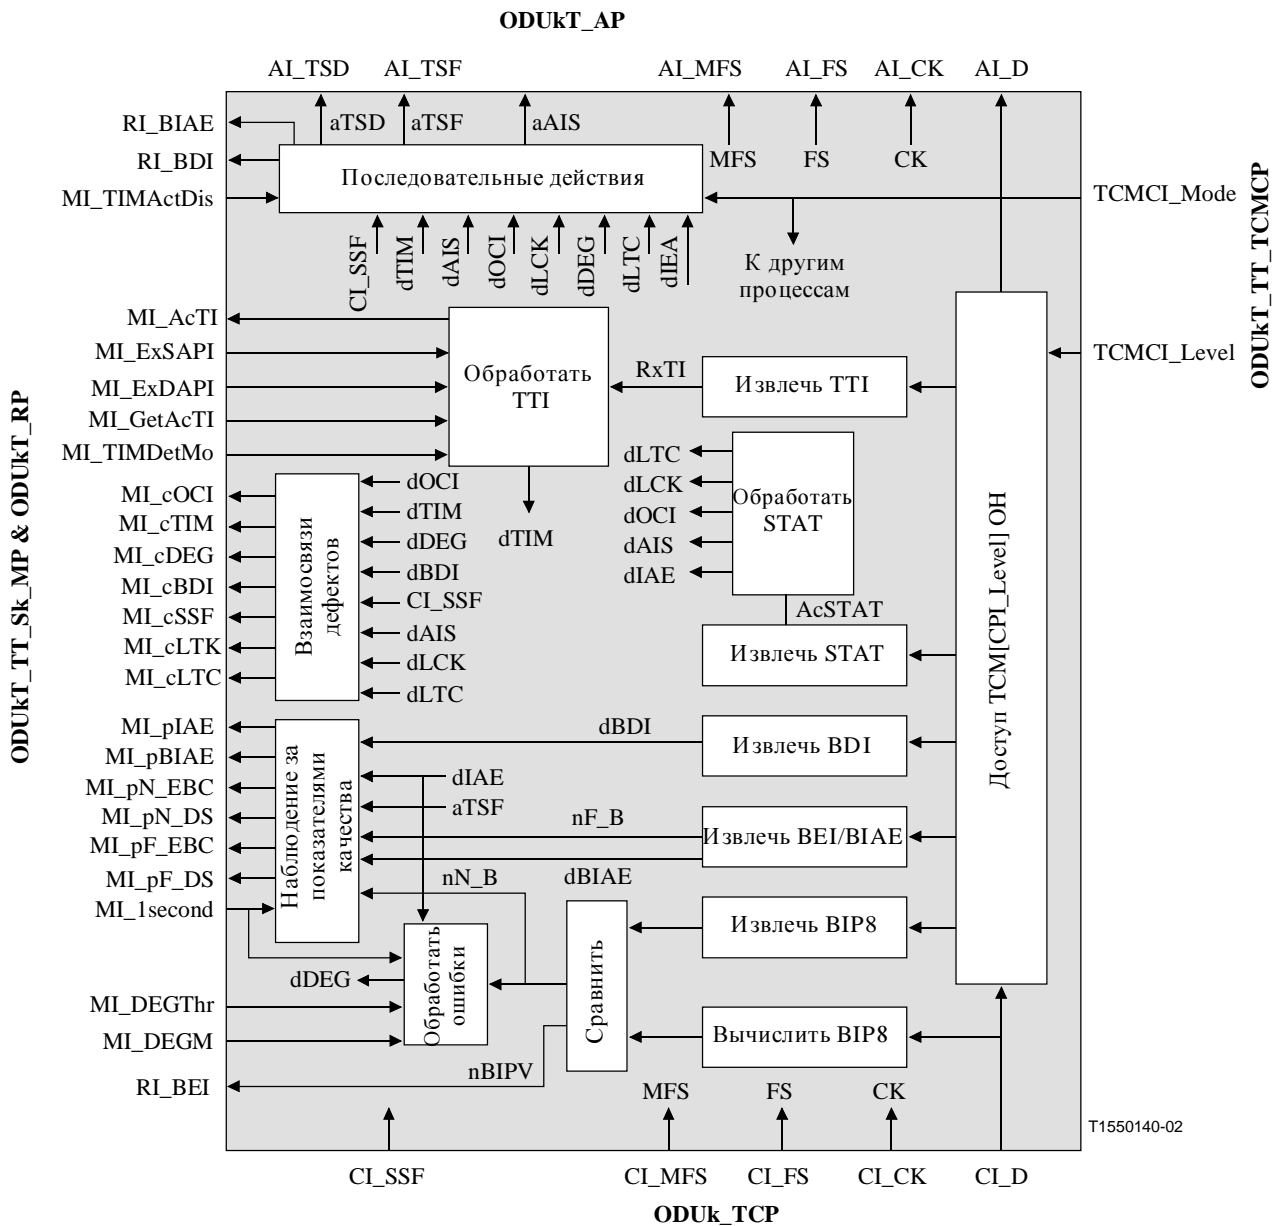 ODUkT_AP
AI_TSD
AI_TSF
AI_MFS
AI_FS
AI_CK
AI_D
RI_BIAE
aTSD
aTSF
aAIS
RI_BDI
MFS
FS
CK
Последовательные действия
MI_TIMActDis
TCMCI_Mode
CI_SSF
dTIM
dAIS
dOCI
dLCK
dDEG
dLTC
dIEA
К другим
процессам
ODUkT_TT_TCMCP
MI_AcTI
MI_ExSAPI
MI_ExDAPI
MI_GetAcTI
MI_TIMDetMo
Обработать
TTI
RxTI
Извлечь TTI
TCMCI_Level
dTIM
dLTC
dLCK
dOCI
dAIS
dIAE
Обработать
STAT
AcSTAT
Извлечь STAT
Доступ TCM[CPI_Level] OH
ODUkT_TT_Sk_MP & ODUkT_RP
MI_cOCI
MI_cTIM
MI_cDEG
MI_cBDI
MI_cSSF
MI_cLTK
MI_cLTC
Взаимосвязи
дефектов
dOCI
dTIM
dDEG
dBDI
CI_SSF
dAIS
dLCK
dLTC
MI_pIAE
MI_pBIAE
MI_pN_EBC
MI_pN_DS
MI_pF_EBC
MI_pF_DS
MI_1second
Наблюдение за
показателями
качества
dBDI
Извлечь BDI
dIAE
aTSF
nF_B
Извлечь BEI/BIAE
dBIAE
nN_B
Извлечь BIP8
Сравнить
Обработать
ошибки
dDEG
MI_DEGThr
MI_DEGM
Вычислить BIP8
nBIPV
RI_BEI
MFS
FS
CK
T1550140-02
CI_SSF
CI_MFS
CI_FS
CI_CK
CI_D
ODUk_TCP